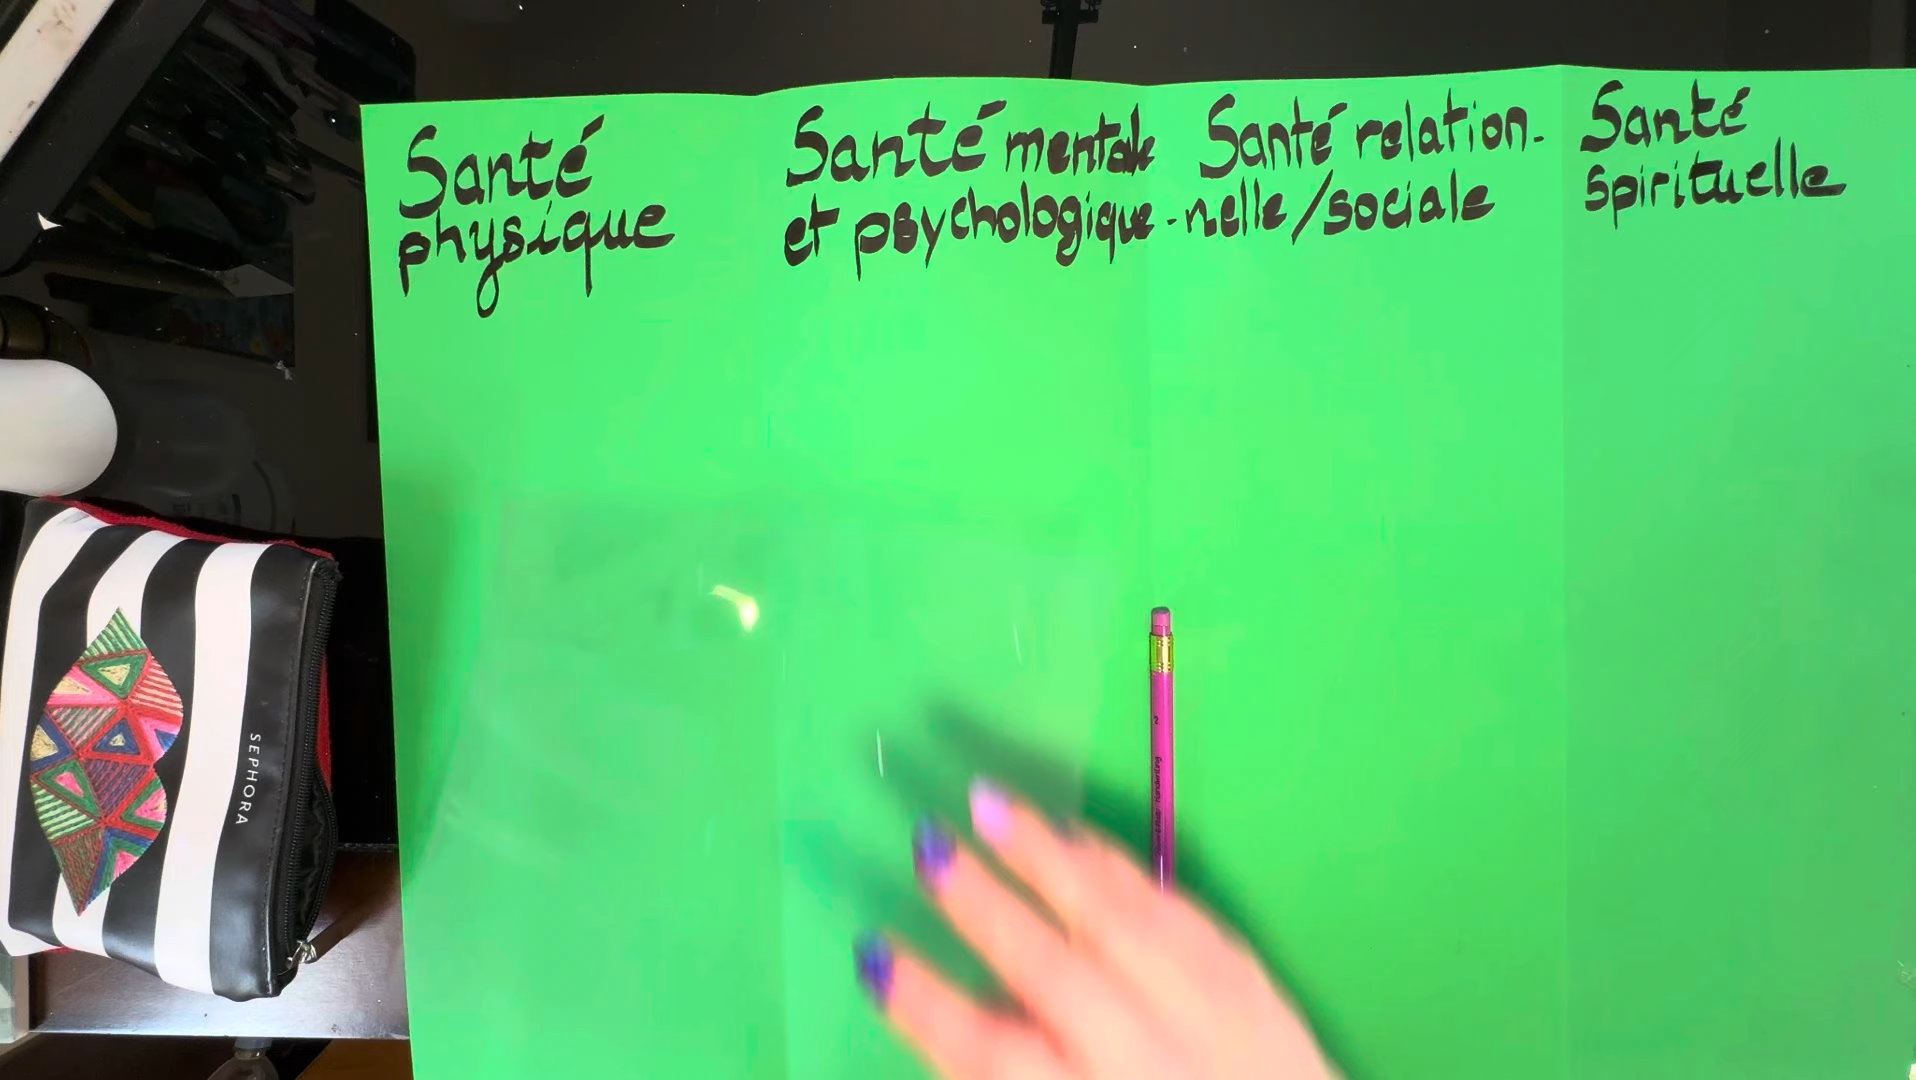 Santé
physique
Santé mentale
et psychologique -
Santé relation-
nelle/sociale
Santé
spirituelle
SEPHORA